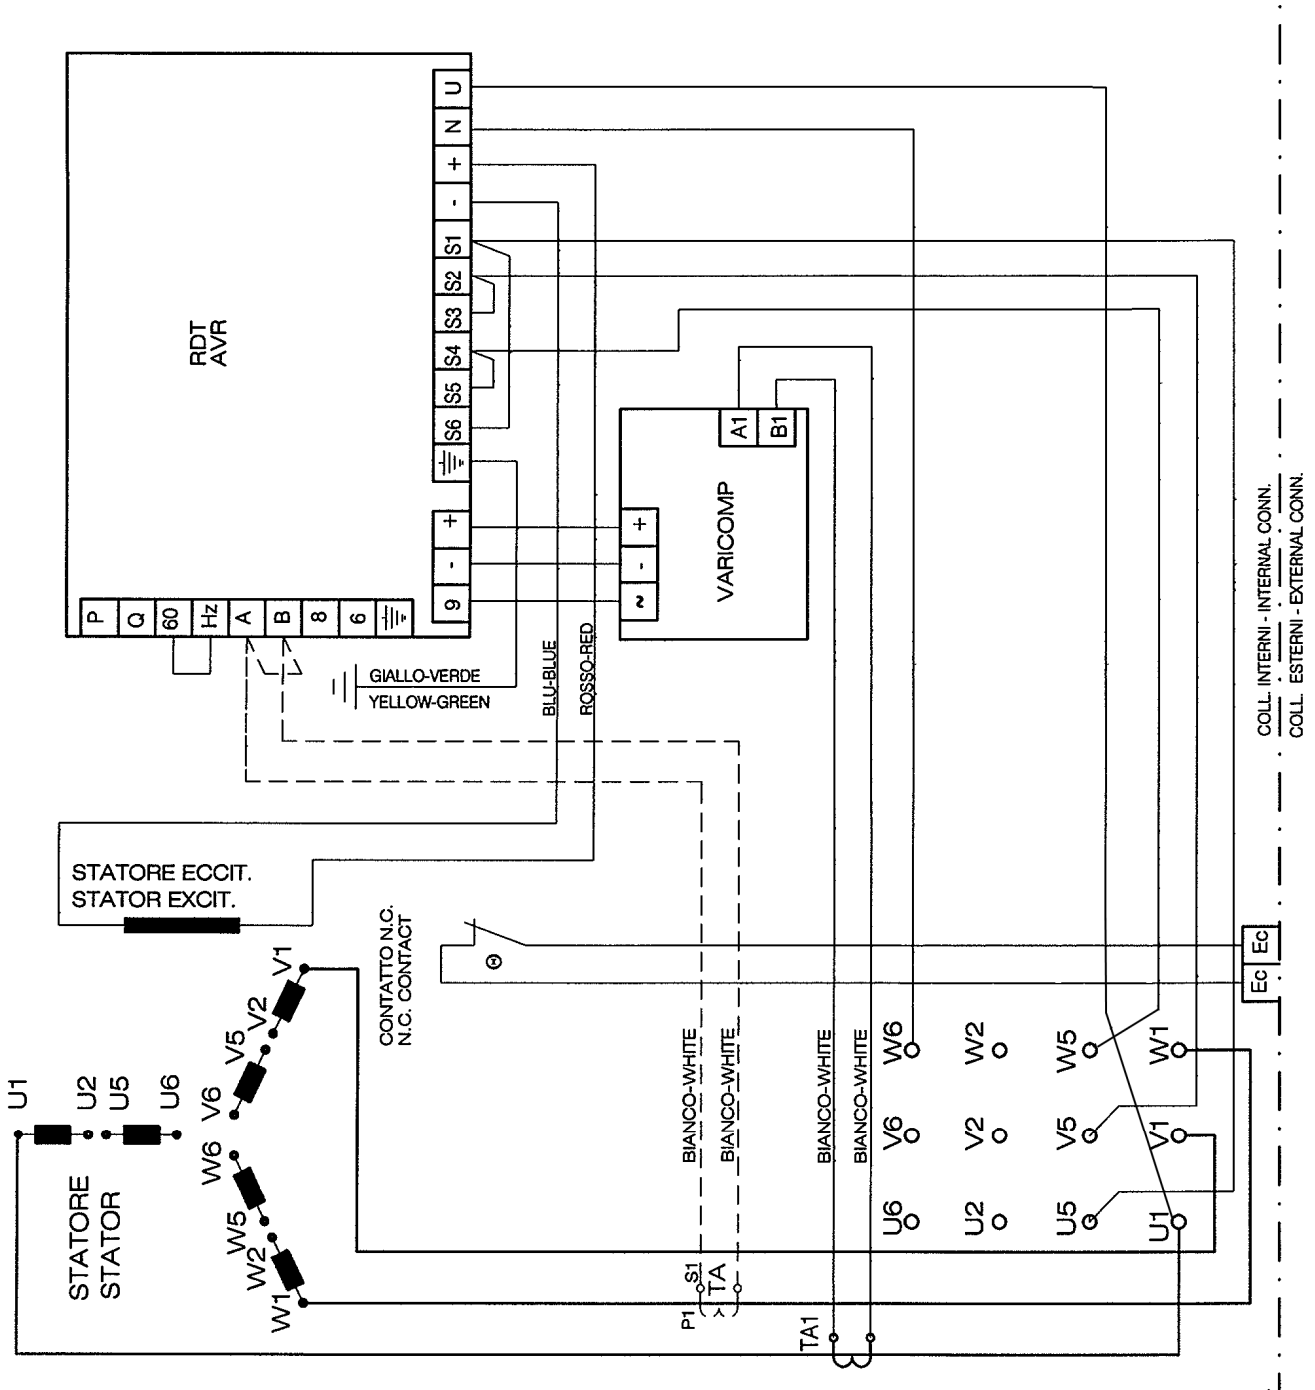 RDT
AVR
U
N
+
-
S1
S2
S3
S4
S5
S6
+
-
9
P
Q
60
Hz
A
B
8
6
A1
B1
VARICOMP
+
-
~
GIALLO-VERDE
YELLOW-GREEN
BLU-BLUE
ROSSO-RED
STATORE ECCIT.
STATOR EXCIT.
CONTATTO N.C.
N.C. CONTACT
Θ
Ec
Ec
COLL. INTERNI - INTERNAL CONN.
COLL. ESTERNI - EXTERNAL CONN.
STATORE
STATOR
U1
U2
U5
U6
V1
V2
V5
V6
W6
W5
W2
W1
BIANCO-WHITE
BIANCO-WHITE
BIANCO-WHITE
BIANCO-WHITE
P1
S1
TA
TA1
U6
V6
W6
U2
V2
W2
U5
V5
W5
U1
V1
W1